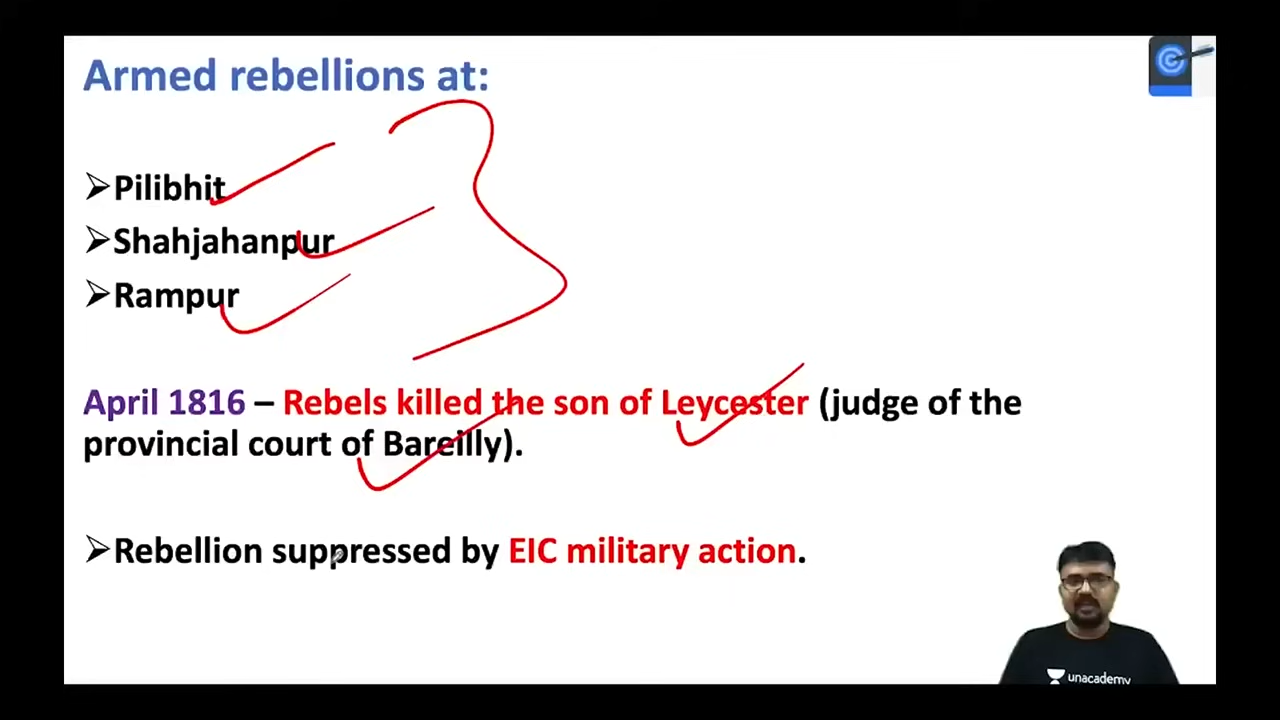 Armed rebellions at:
➢Pilibhit
➢Shahjahanpur
➢Rampur
April 1816 – Rebels killed the son of Leycester (judge of the
provincial court of Bareilly).
➢Rebellion suppressed by EIC military action.
unacademy